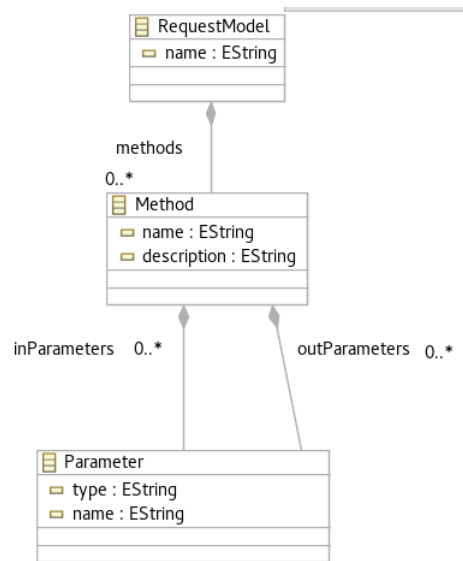 RequestModel
name : EString
methods
0..*
Method
name : EString
description : EString
inParameters 0..* outParameters 0..*
Parameter
type : EString
name : EString